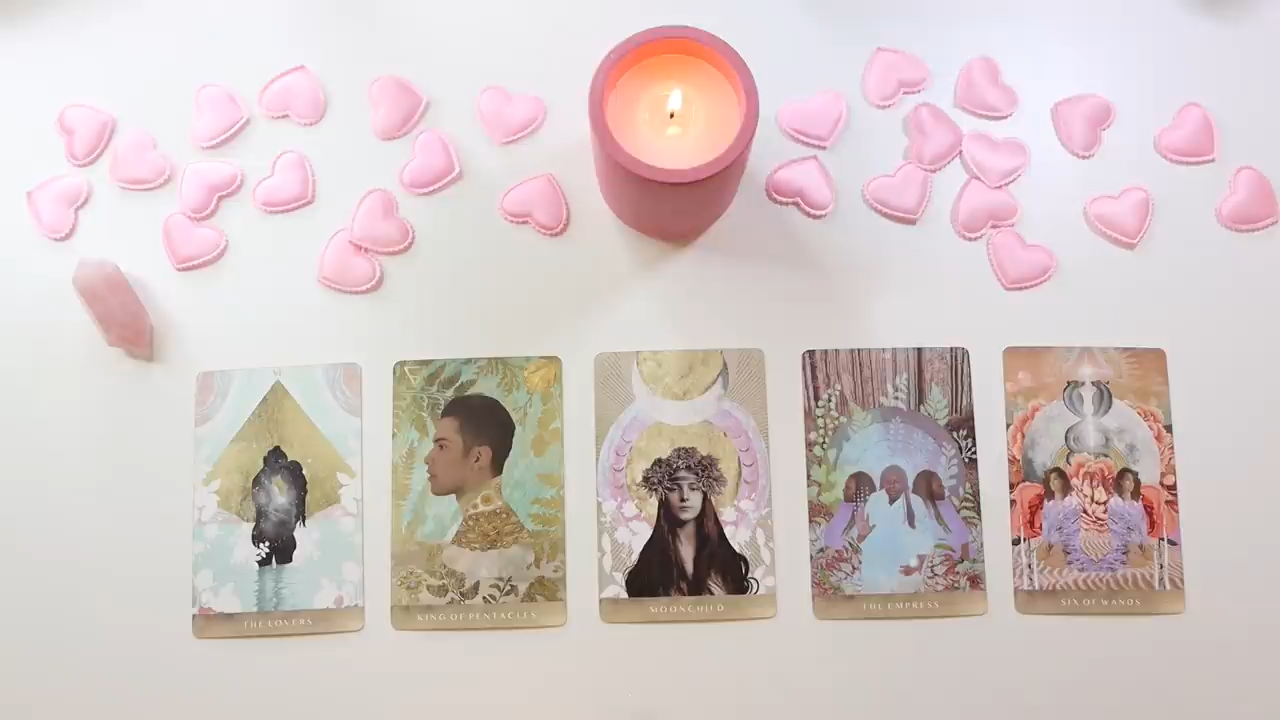 THE LOVERS
KING OF PENTACLES
MOONCHILD
THE EMPRESS
SIX OF WANDS